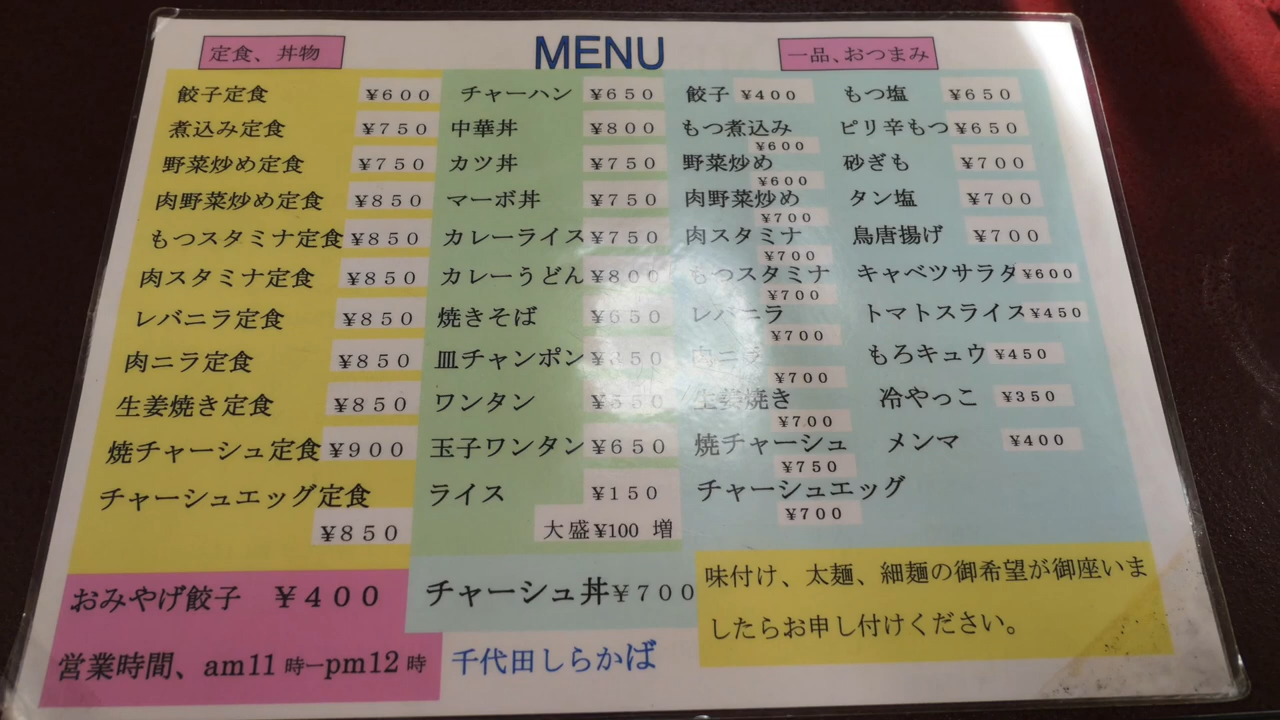 定食、丼物
MENU
一品、おつまみ
餃子定食 ¥600
煮込み定食 ¥750
野菜炒め定食 ¥750
肉野菜炒め定食 ¥850
もつスタミナ定食 ¥850
肉スタミナ定食 ¥850
レバニラ定食 ¥850
肉ニラ定食 ¥850
生姜焼き定食 ¥850
焼チャーシュ定食 ¥900
チャーシュエッグ定食
¥850
チャーハン ¥650
中華丼 ¥800
カツ丼 ¥750
マーボ丼 ¥750
カレーライス ¥750
カレーうどん ¥800
焼きそば ¥650
皿チャンポン
ワンタン
玉子ワンタン ¥650
ライス ¥150
大盛¥100 増
餃子 ¥400
もつ煮込み
¥600
野菜炒め
¥600
肉野菜炒め
¥700
肉スタミナ
¥700
もつスタミナ
¥700
レバニラ
¥700
肉ニラ
¥700
生姜焼き
¥700
焼チャーシュ
¥750
チャーシュエッグ
¥700
もつ塩 ¥650
ピリ辛もつ ¥650
砂ぎも ¥700
タン塩 ¥700
鳥唐揚げ ¥700
キャベツサラダ ¥600
トマトスライス ¥450
もろキュウ ¥450
冷やっこ ¥350
メンマ ¥400
おみやげ餃子 ¥400
営業時間、am11時―pm12時
チャーシュ丼 ¥700
千代田しらかば
味付け、太麺、細麺の御希望が御座いま
したらお申し付けください。